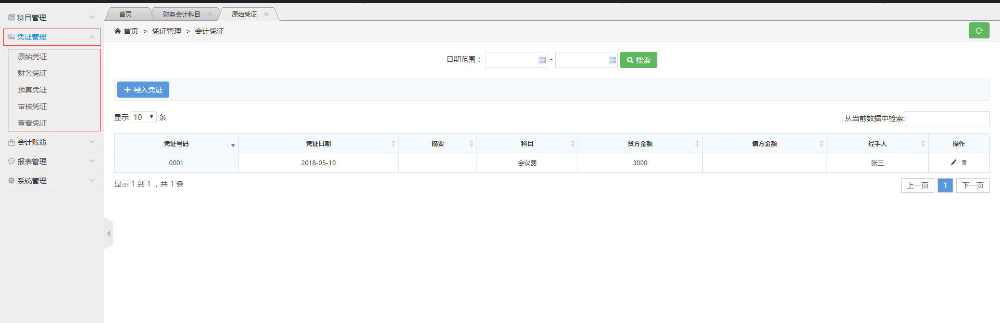 科目管理
凭证管理
原始凭证
财务凭证
预算凭证
审核凭证
查看凭证
会计账簿
报表管理
系统管理
首页 财务会计科目 原始凭证
首页 > 凭证管理 > 会计凭证
日期范围： - 搜索
导入凭证
显示 10 条
从当前数据中检索:
凭证号码 凭证日期 摘要 科目 贷方金额 借方金额 经手人 操作
0001 2018-05-10 会议费 3000 张三
显示 1 到 1 ，共 1 条
上一页 1 下一页